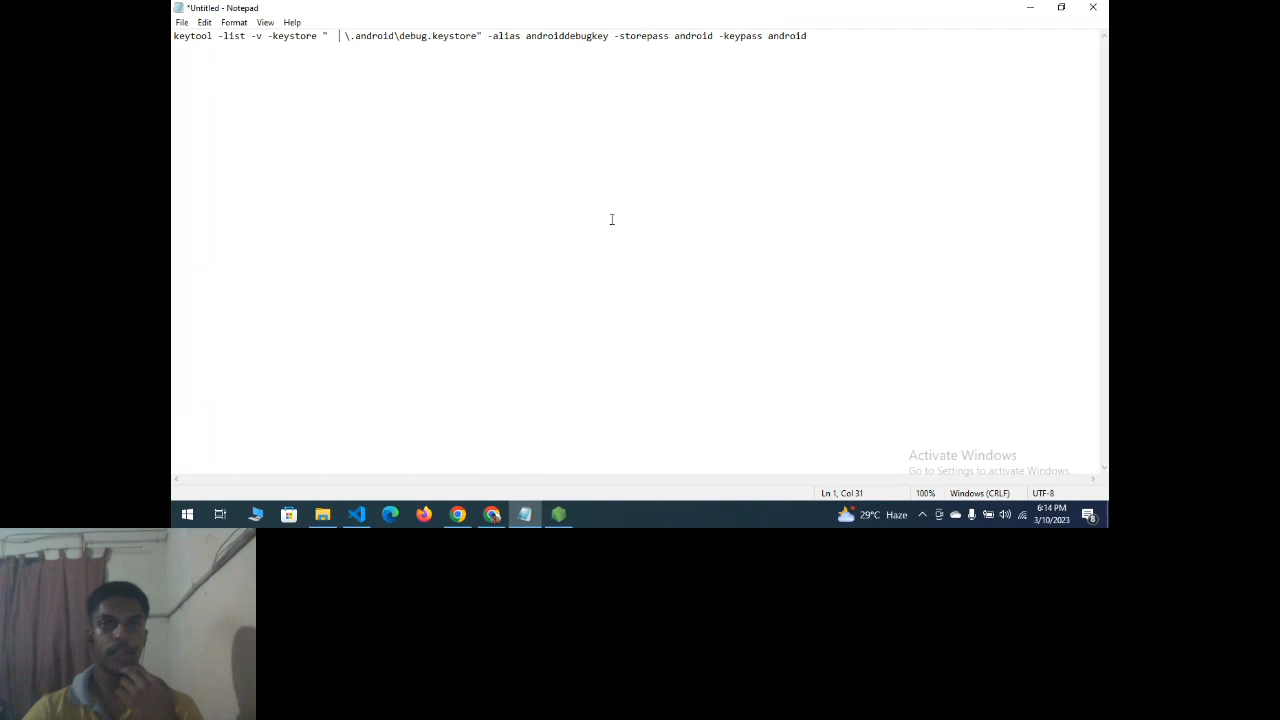 *Untitled - Notepad
File Edit Format View Help
keytool -list -v -keystore "  \.android\debug.keystore" -alias androiddebugkey -storepass android -keypass android
Activate Windows
Go to Settings to activate Windows.
Ln 1, Col 31 100% Windows (CRLF) UTF-8
29°C Haze
6:14 PM
3/10/2023
8